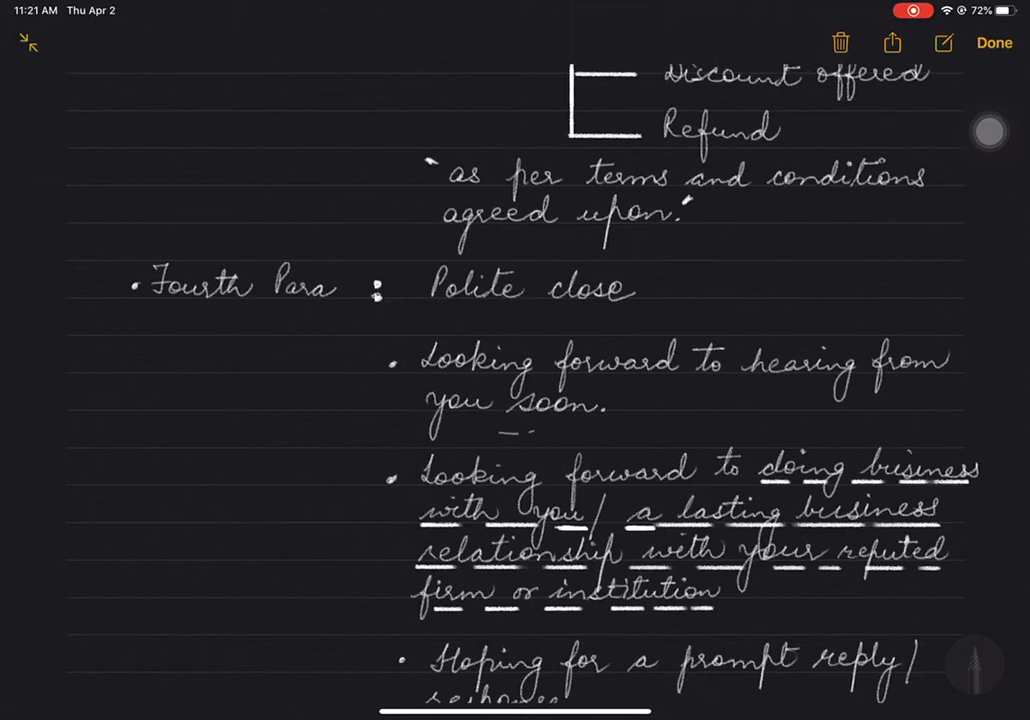 11:21 AM Thu Apr 2
72%
Done
Discount offered
Refund
"as per terms and conditions
agreed upon."
• Fourth Para : Polite close
• Looking forward to hearing from
you soon.
• Looking forward to doing business
with you/ a lasting business
relationship with your reputed
firm or institution
• Hoping for a prompt reply/